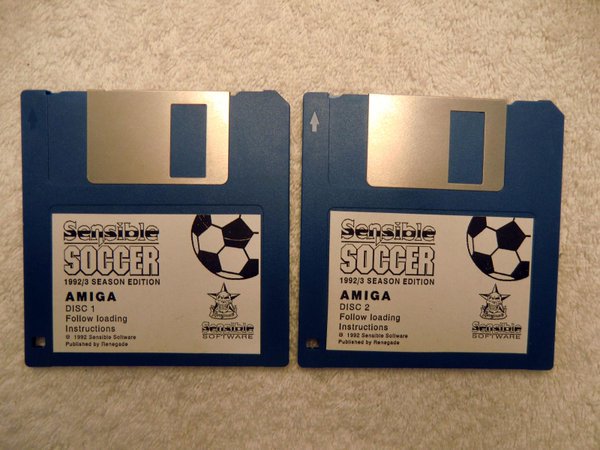 Sensible
SOCCER
1992/3 SEASON EDITION
AMIGA
DISC 1
Follow loading
Instructions
© 1992 Sensible Software
Published by Renegade
Sensible
SOFTWARE
Sensible
SOCCER
1992/3 SEASON EDITION
AMIGA
DISC 2
Follow loading
Instructions
© 1992 Sensible Software
Published by Renegade
Sensible
SOFTWARE